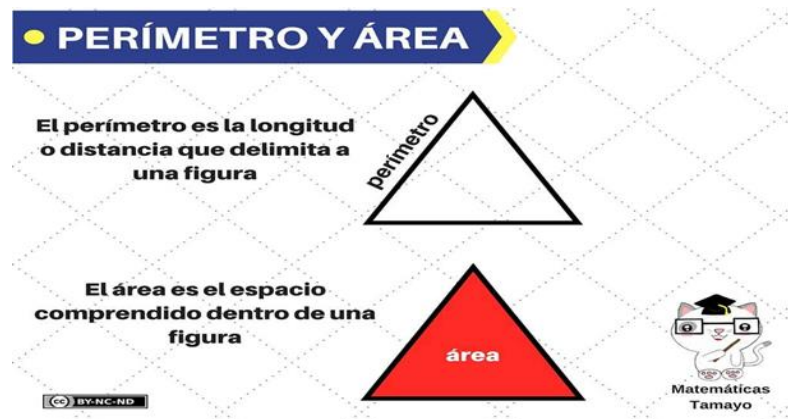 PERÍMETRO Y ÁREA
El perímetro es la longitud
o distancia que delimita a
una figura
perímetro
El área es el espacio
comprendido dentro de una
figura
área
cc BY-NC-ND
Matemáticas
Tamayo